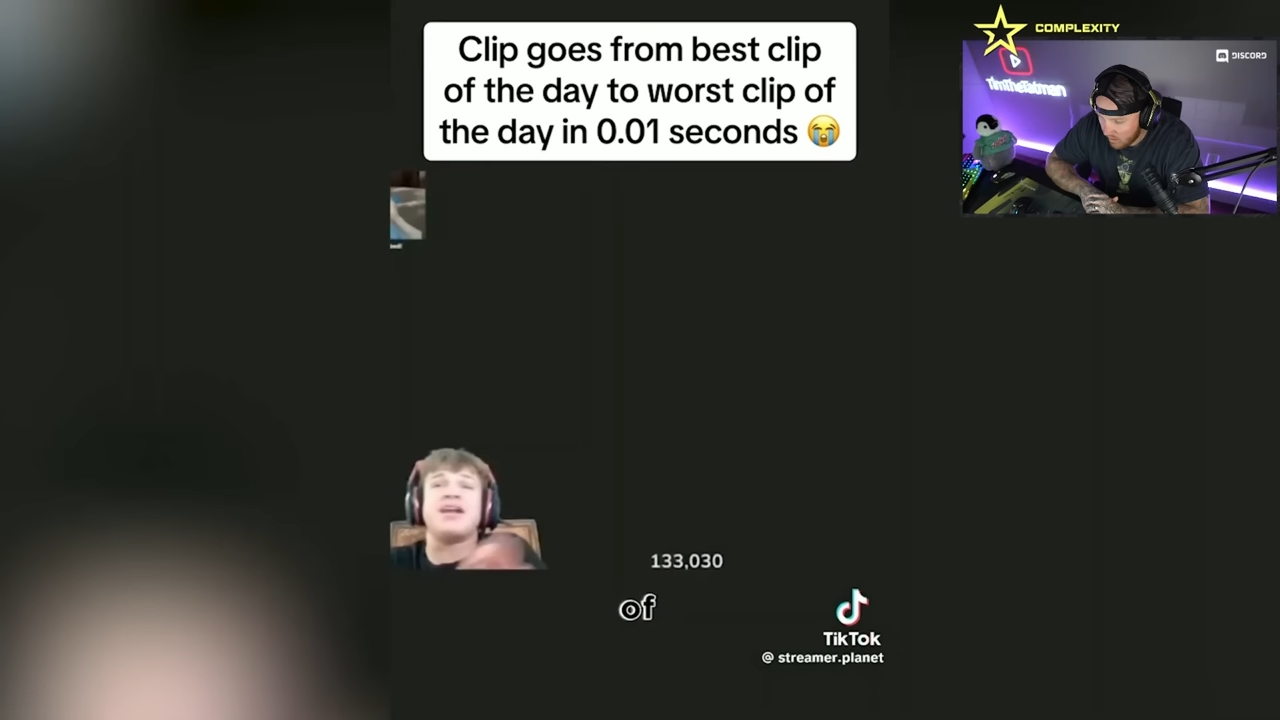 COMPLEXITY
DISCORD
TimTheTatman
Clip goes from best clip
of the day to worst clip of
the day in 0.01 seconds 😭
133,030
of
TikTok
@ streamer.planet